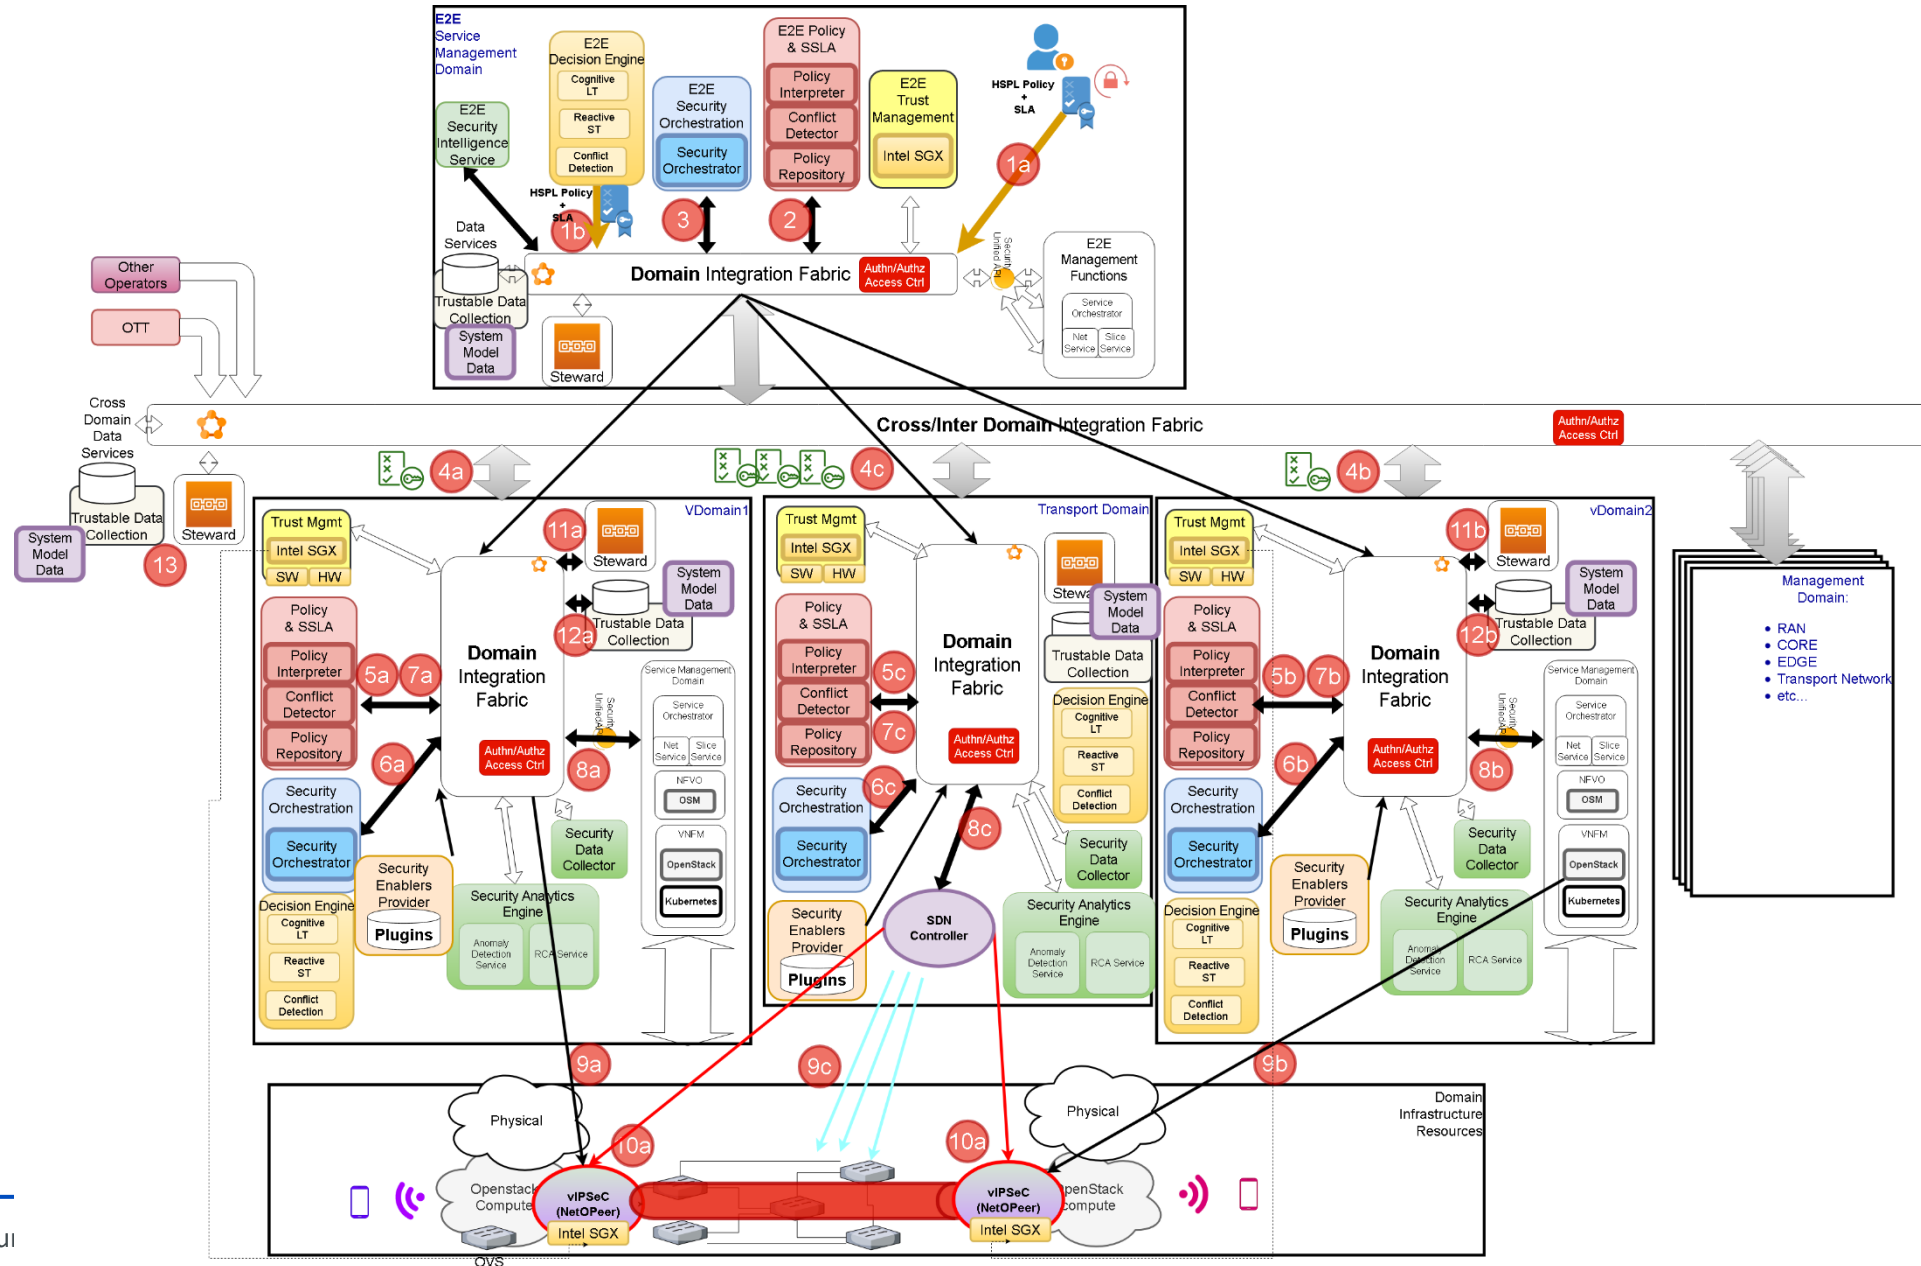 E2E
Service
Management
Domain
E2E
Security
Intelligence
Service
E2E
Decision Engine
Cognitive
LT
Reactive
ST
Conflict
Detection
HSPL Policy
+
SLA
1b
E2E
Security
Orchestration
Security
Orchestrator
3
E2E Policy
& SSLA
Policy
Interpreter
Conflict
Detector
Policy
Repository
2
E2E
Trust
Management
Intel SGX
HSPL Policy
+
SLA
1a
Data
Services
Trustable Data
Collection
System
Model
Data
Domain Integration Fabric
Authn/Authz
Access Ctrl
Steward
Security
Unified API
E2E
Management
Functions
Service
Orchestrator
Net
Service
Slice
Service
Other
Operators
OTT
Cross
Domain
Data
Services
Trustable Data
Collection
System
Model
Data
13
Steward
Cross/Inter Domain Integration Fabric
Authn/Authz
Access Ctrl
4a
4c
4b
VDomain1
Trust Mgmt
Intel SGX
SW
HW
Policy
& SSLA
Policy
Interpreter
Conflict
Detector
Policy
Repository
5a
7a
6a
Security
Orchestration
Security
Orchestrator
Decision Engine
Cognitive
LT
Reactive
ST
Conflict
Detection
Security
Enablers
Provider
Plugins
Domain
Integration
Fabric
Authn/Authz
Access Ctrl
11a
Steward
System
Model
Data
12a
Trustable Data
Collection
Security
UnifiedAPI
8a
Service Management
Domain
Service
Orchestrator
Net
Service
Slice
Service
NFVO
OSM
VNFM
OpenStack
Kubernetes
Security
Data
Collector
Security Analytics
Engine
Anomaly
Detection
Service
RCA Service
Transport Domain
Trust Mgmt
Intel SGX
SW
HW
Policy
& SSLA
Policy
Interpreter
Conflict
Detector
Policy
Repository
5c
7c
6c
Security
Orchestration
Security
Orchestrator
Security
Enablers
Provider
Plugins
Domain
Integration
Fabric
Authn/Authz
Access Ctrl
8c
SDN
Controller
System
Model
Data
Trustable Data
Collection
Decision Engine
Cognitive
LT
Reactive
ST
Conflict
Detection
Security
Data
Collector
Security Analytics
Engine
Anomaly
Detection
Service
RCA Service
vDomain2
Trust Mgmt
Intel SGX
SW
HW
Policy
& SSLA
Policy
Interpreter
Conflict
Detector
Policy
Repository
5b
7b
6b
Security
Orchestration
Security
Orchestrator
Decision Engine
Cognitive
LT
Reactive
ST
Conflict
Detection
Security
Enablers
Provider
Plugins
Domain
Integration
Fabric
Authn/Authz
Access Ctrl
11b
Steward
System
Model
Data
12b
Trustable Data
Collection
Security
8b
Service Management
Domain
Service
Orchestrator
Net
Service
Slice
Service
NFVO
OSM
VNFM
OpenStack
Kubernetes
Security
Data
Collector
Security Analytics
Engine
Anomaly
Detection
Service
RCA Service
Management
Domain:
• RAN
• CORE
• EDGE
• Transport Network
• etc...
9a
9c
9b
Domain
Infrastructure
Resources
Physical
Physical
10a
10a
Openstack
Compute
vIPSeC
(NetOPeer)
Intel SGX
OVS
vIPSeC
(NetOPeer)
Intel SGX
OpenStack
compute